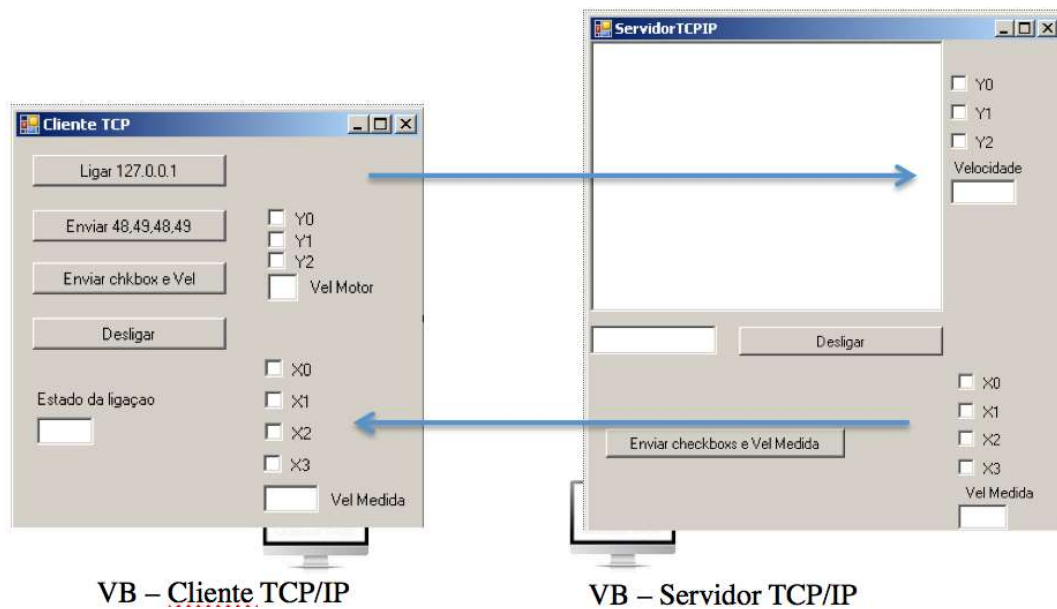 Cliente TCP
Ligar 127.0.0.1
Enviar 48,49,48,49
Y0
Y1
Y2
Enviar chkbox e Vel
Vel Motor
Desligar
X0
Estado da ligaçao
X1
X2
X3
Vel Medida
VB – Cliente TCP/IP
ServidorTCPIP
Y0
Y1
Y2
Velocidade
Desligar
X0
X1
Enviar checkboxs e Vel Medida
X2
X3
Vel Medida
VB – Servidor TCP/IP